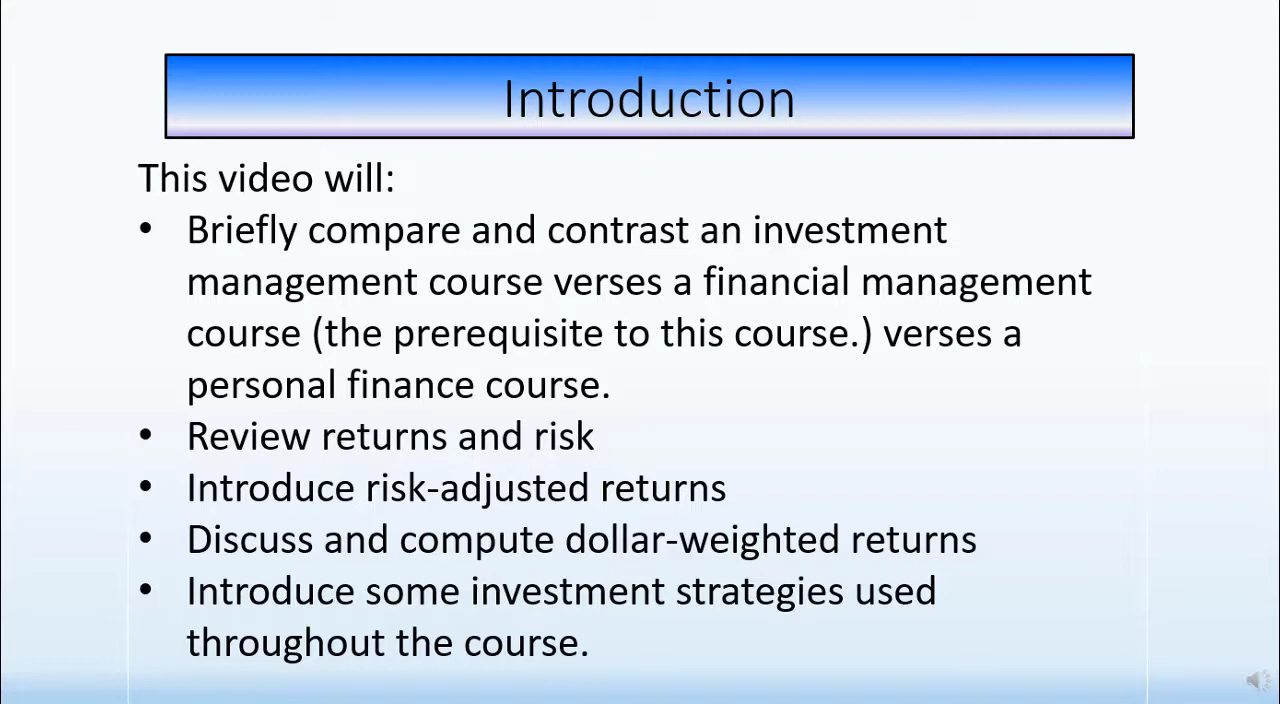 Introduction
This video will:
• Briefly compare and contrast an investment
management course verses a financial management
course (the prerequisite to this course.) verses a
personal finance course.
• Review returns and risk
• Introduce risk-adjusted returns
• Discuss and compute dollar-weighted returns
• Introduce some investment strategies used
throughout the course.